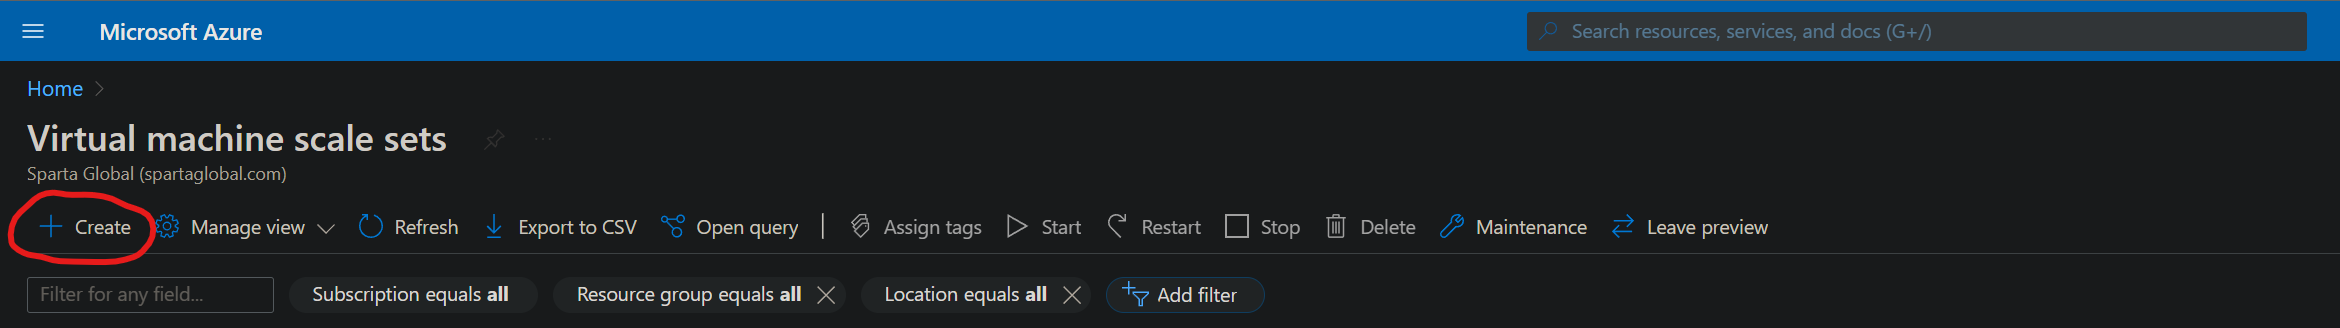 Microsoft Azure
Search resources, services, and docs (G+/)
Home
Virtual machine scale sets
Sparta Global (spartaglobal.com)
Create Manage view Refresh Export to CSV Open query Assign tags Start Restart Stop Delete Maintenance Leave preview
Filter for any field... Subscription equals all Resource group equals all Location equals all Add filter